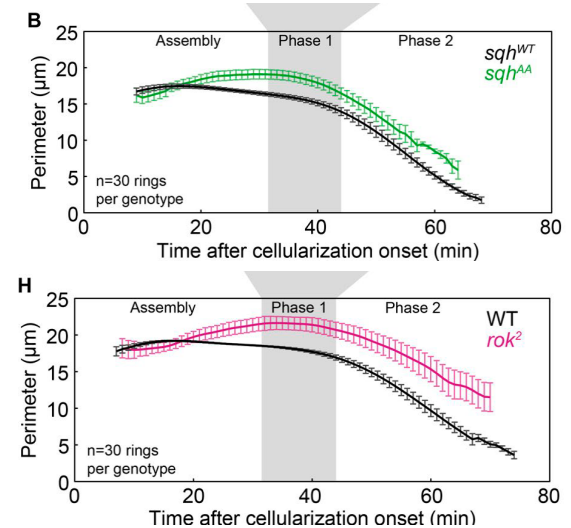 B
Assembly Phase 1 Phase 2
sqhWT
sqhAA
Perimeter (μm)
25
20
15
10
5
0
n=30 rings
per genotype
0 20 40 60 80
Time after cellularization onset (min)
H
Assembly Phase 1 Phase 2
WT
rok2
Perimeter (μm)
25
20
15
10
5
0
n=30 rings
per genotype
0 20 40 60 80
Time after cellularization onset (min)